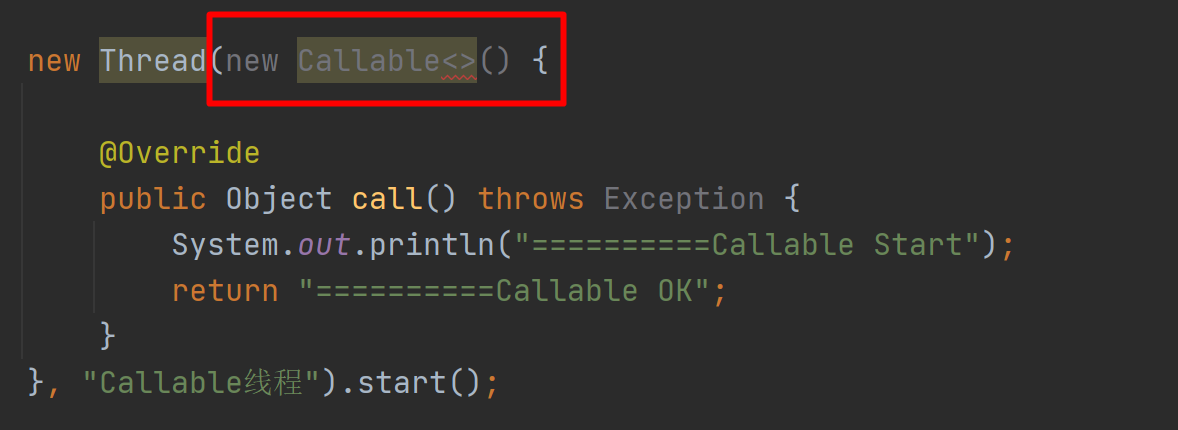 new Thread(new Callable<>() {
@Override
public Object call() throws Exception {
System.out.println("==========Callable Start");
return "==========Callable OK";
}
}, "Callable线程").start();